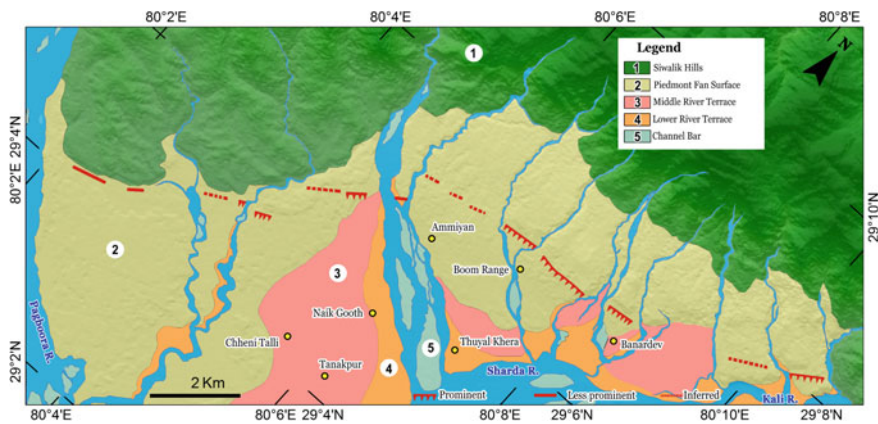 80°2'E
80°4'E
80°6'E
80°8'E
N
Legend
1 Siwalik Hills
2 Piedmont Fan Surface
3 Middle River Terrace
4 Lower River Terrace
5 Channel Bar
1
29°4'N
80°2'E
29°10'N
Ammiyan
2
Boom Range
3
Naik Gooth
Pagboora R.
Chheni-Talli
Thuyal Khera
Banardev
5
29°2'N
Tanakpur
4
Sharda R.
2 Km
Prominent
Less prominent
Inferred
Kali R.
80°4'E
80°6'E
29°4'N
80°8'E
29°6'N
80°10'E
29°8'N